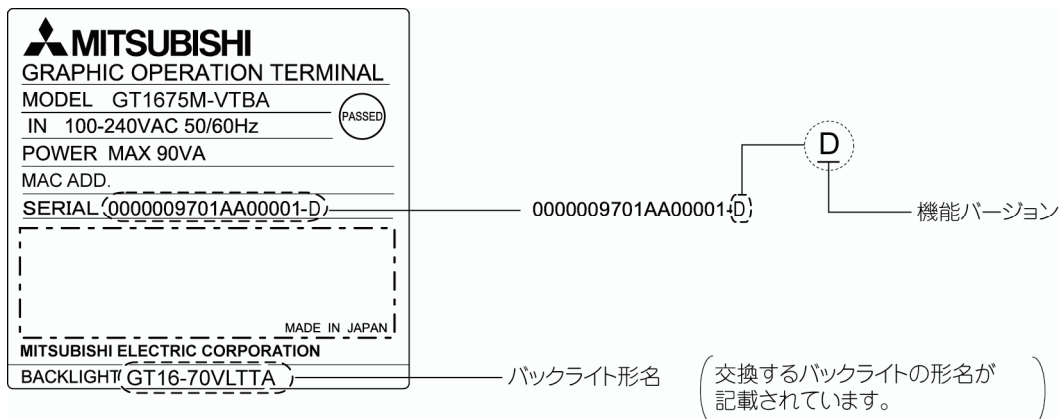 MITSUBISHI
GRAPHIC OPERATION TERMINAL
MODEL GT1675M-VTBA
PASSED
IN 100-240VAC 50/60Hz
POWER MAX 90VA
MAC ADD.
SERIAL 0000009701AA00001-D
MADE IN JAPAN
MITSUBISHI ELECTRIC CORPORATION
BACKLIGHT GT16-70VLTTA
0000009701AA00001-D
D
機能バージョン
バックライト形名
交換するバックライトの形名が
記載されています。